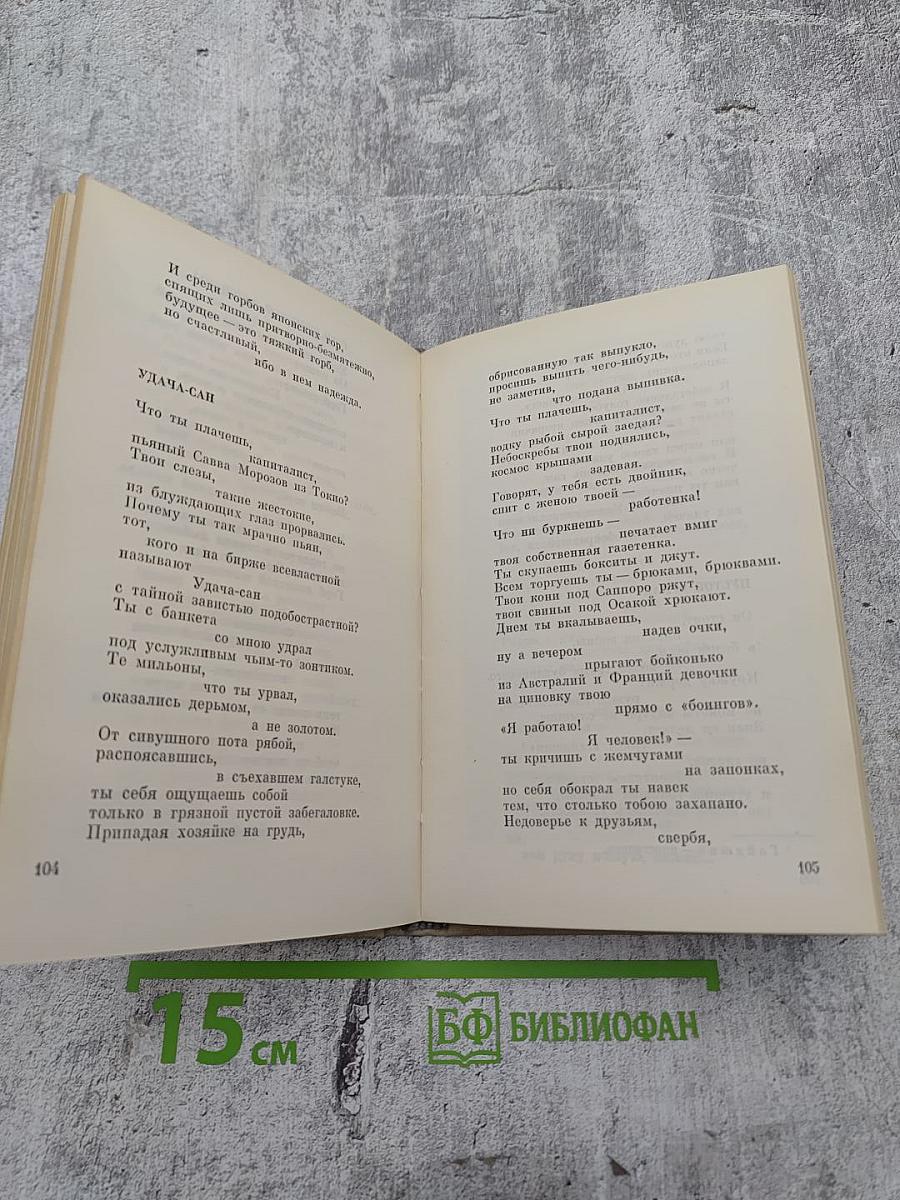 И среди горбов японских гор,
спящих лишь притворно-безмятежно,
будущее — это тяжкий горб,
но счастливый,
ибо в нем надежда.
УДАЧА-САН
Что ты плачешь,
капиталист,
пьяный Савва Морозов из Токио?
Твои слезы,
такие жестокие,
из блуждающих глаз прорвались.
Почему ты так мрачно пьян,
тот,
кого и на бирже всевластной
называют
Удача-сан
с тайной завистью подобострастной?
Ты с банкета
со мною удрал
под услужливым чьим-то зонтиком.
Те мильоны,
что ты урвал,
оказались дерьмом,
а не золотом.
От сивушного пота рябой,
распоясавшись,
в съехавшем галстуке,
ты себя ощущаешь собой
только в грязной пустой забегаловке.
Припадая хозяйке на грудь,
104
обрисованную так выпукло,
просишь выпить чего-нибудь,
не заметив,
что подана выпивка.
Что ты плачешь,
капиталист,
водку рыбой сырой заедая?
Небоскребы твои поднялись,
космос крышами
задевая.
Говорят, у тебя есть двойник,
спит с женою твоей —
работенка!
Что ни буркнешь —
печатает вмиг
твоя собственная газетенка.
Ты скупаешь бокситы и джут.
Всем торгуешь ты — брюками, брюквами.
Твои кони под Саппоро ржут,
твои свиньи под Осакой хрюкают.
Днем ты вкалываешь,
надев очки,
ну а вечером
прыгают бойконько
из Австралий и Франций девочки
на циновку твою
прямо с «боингов».
«Я работаю!
Я человек!» —
ты кричишь с жемчугами
на запонках,
но себя обокрал ты навек
тем, что столько тобою захапано.
Недоверье к друзьям,
свербя,
105
15 см
БФ БИБЛИОФАН